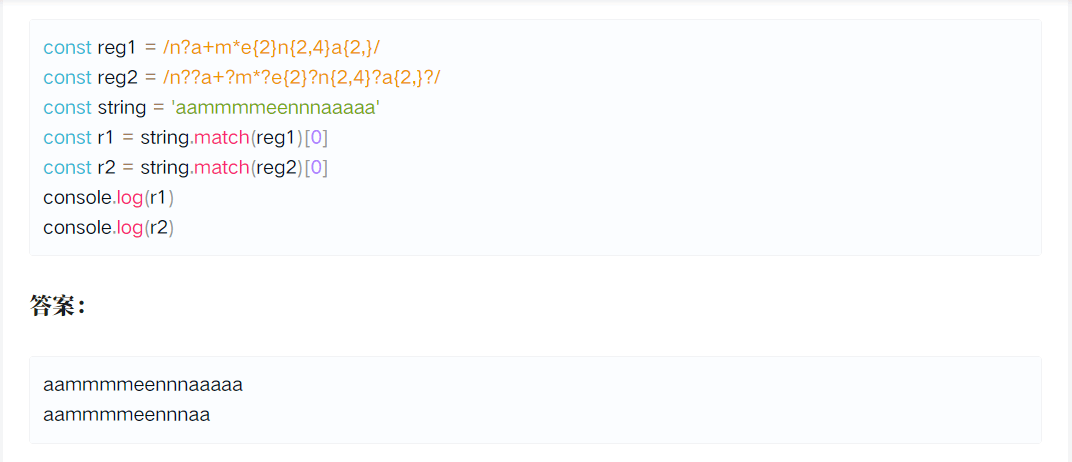 const reg1 = /n?a+m*e{2}n{2,4}a{2,}/
const reg2 = /n??a+?m*?e{2}?n{2,4}?a{2,}?/
const string = 'aammmmeennnaaaaa'
const r1 = string.match(reg1)[0]
const r2 = string.match(reg2)[0]
console.log(r1)
console.log(r2)
答案：
aammmmeennnaaaaa
aammmmeennnaa